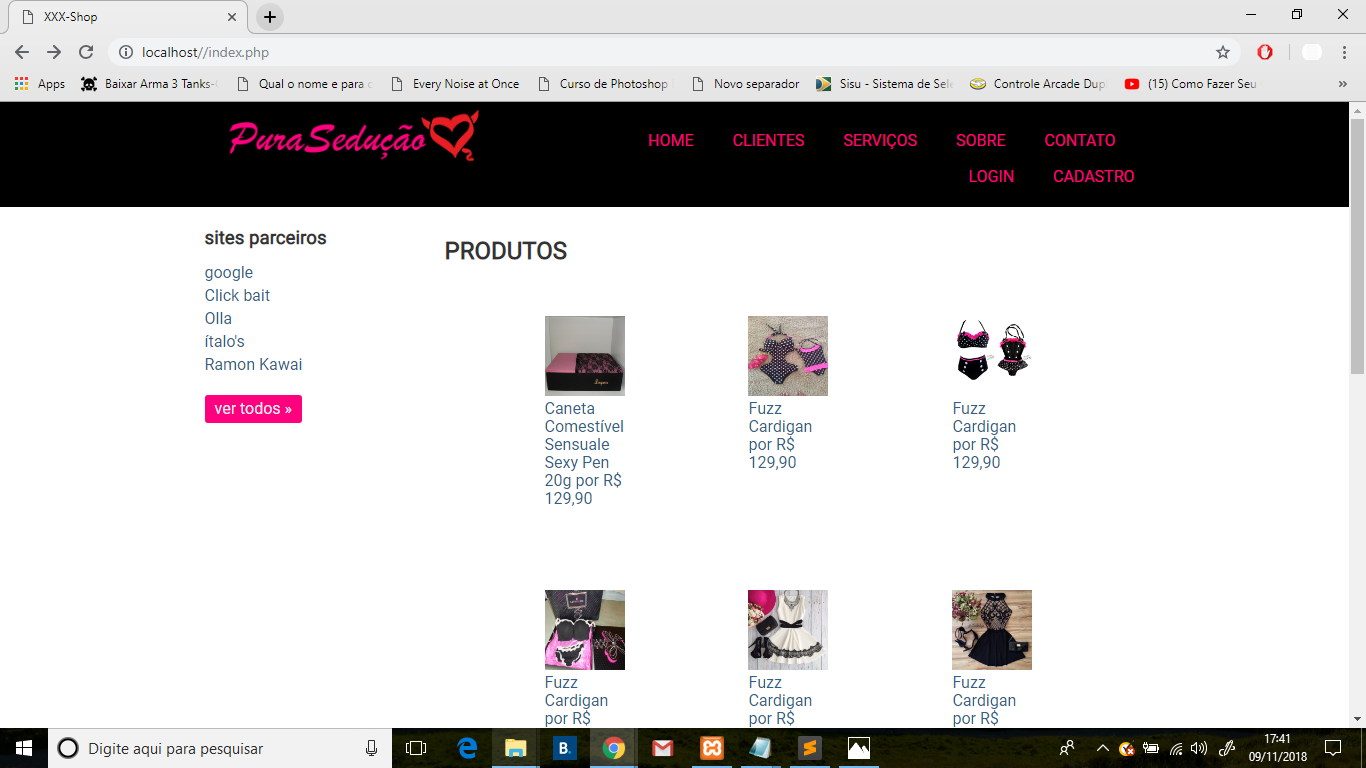 XXX-Shop
localhost//index.php
Apps
Baixar Arma 3 Tanks-
Qual o nome e para
Every Noise at Once
Curso de Photoshop
Novo separador
Sisu - Sistema de Sele
Controle Arcade Dup
(15) Como Fazer Seu
»
PuraSedução
HOME
CLIENTES
SERVIÇOS
SOBRE
CONTATO
LOGIN
CADASTRO
sites parceiros
google
Click bait
Olla
ítalo's
Ramon Kawai
ver todos »
PRODUTOS
Caneta
Comestível
Sensuale
Sexy Pen
20g por R$
129,90
Fuzz
Cardigan
por R$
129,90
Fuzz
Cardigan
por R$
129,90
Fuzz
Cardigan
por R$
Fuzz
Cardigan
por R$
Fuzz
Cardigan
por R$
Digite aqui para pesquisar
B.
17:41
09/11/2018